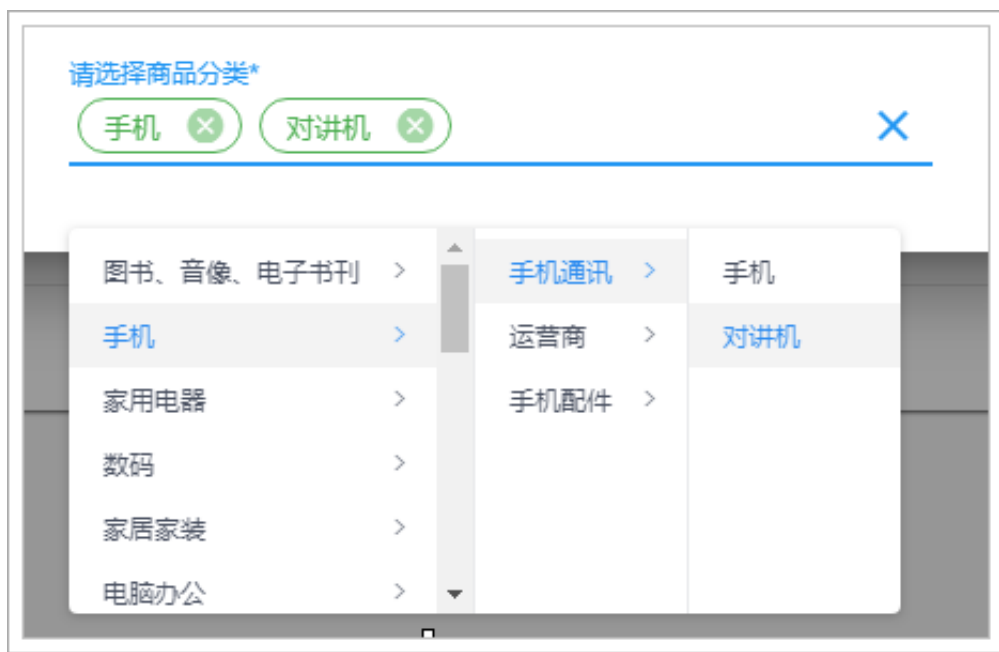 请选择商品分类*
手机 对讲机
图书、音像、电子书刊
手机
家用电器
数码
家居家装
电脑办公
手机通讯
运营商
手机配件
手机
对讲机